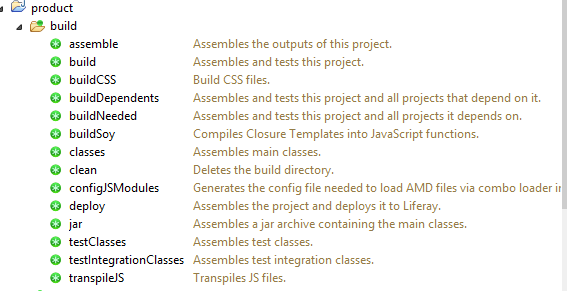 product
build
assemble Assembles the outputs of this project.
build Assembles and tests this project.
buildCSS Build CSS files.
buildDependents Assembles and tests this project and all projects that depend on it.
buildNeeded Assembles and tests this project and all projects it depends on.
buildSoy Compiles Closure Templates into JavaScript functions.
classes Assembles main classes.
clean Deletes the build directory.
configJSModules Generates the config file needed to load AMD files via combo loader in
deploy Assembles the project and deploys it to Liferay.
jar Assembles a jar archive containing the main classes.
testClasses Assembles test classes.
testIntegrationClasses Assembles test integration classes.
transpileJS Transpiles JS files.